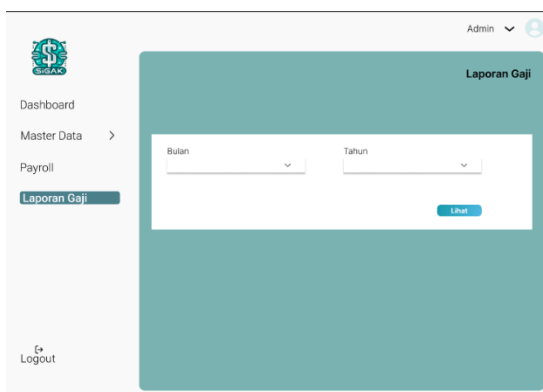 Admin
SiGAK
Laporan Gaji
Dashboard
Master Data
Payroll
Laporan Gaji
Bulan
Tahun
Lihat
Logout